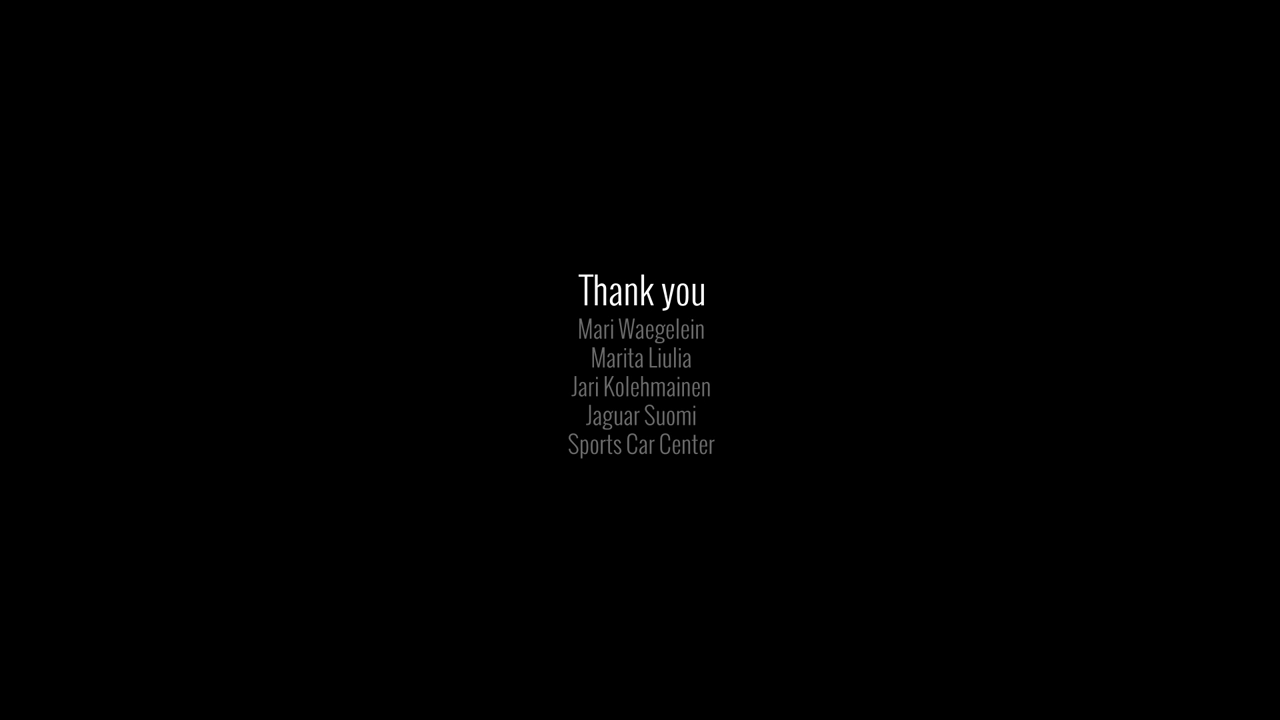 Thank you
Mari Waegelein
Marita Liulia
Jari Kolehmainen
Jaguar Suomi
Sports Car Center